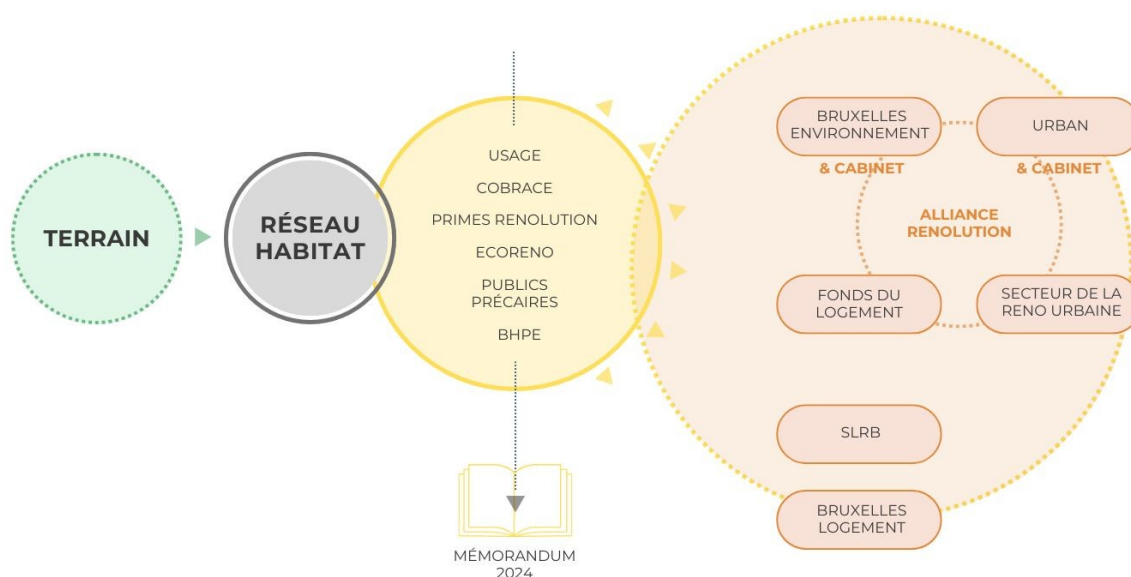 TERRAIN
RÉSEAU
HABITAT
USAGE
COBRACE
PRIMES RENOLUTION
ECORENO
PUBLICS
PRÉCAIRES
BHPE
MÉMORANDUM
2024
BRUXELLES
ENVIRONNEMENT
& CABINET
URBAN
& CABINET
ALLIANCE
RENOLUTION
FONDS DU
LOGEMENT
SECTEUR DE LA
RENO URBAINE
SLRB
BRUXELLES
LOGEMENT